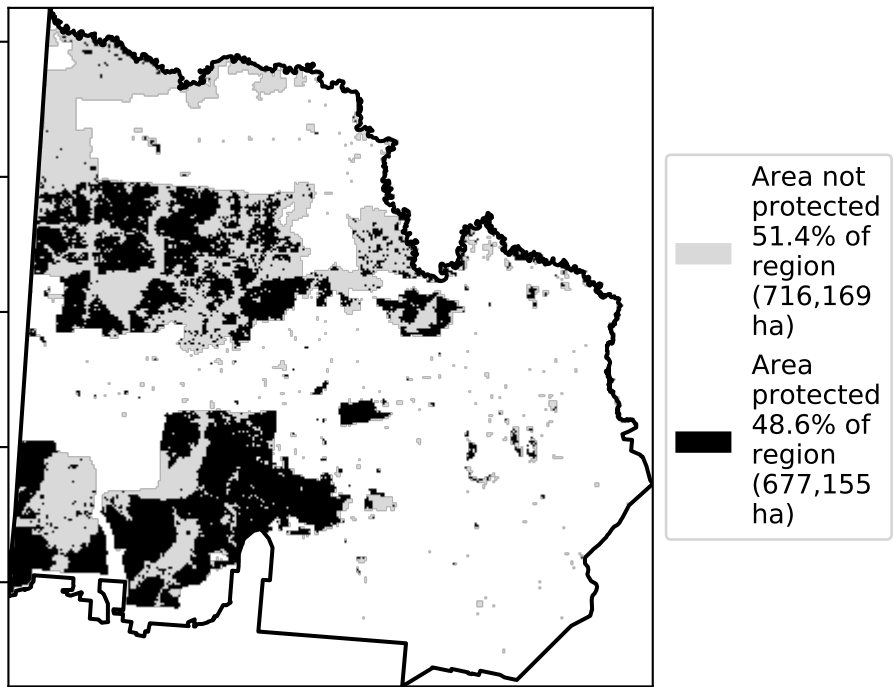 Area not
protected
51.4% of
region
(716,169
ha)
Area
protected
48.6% of
region
(677,155
ha)